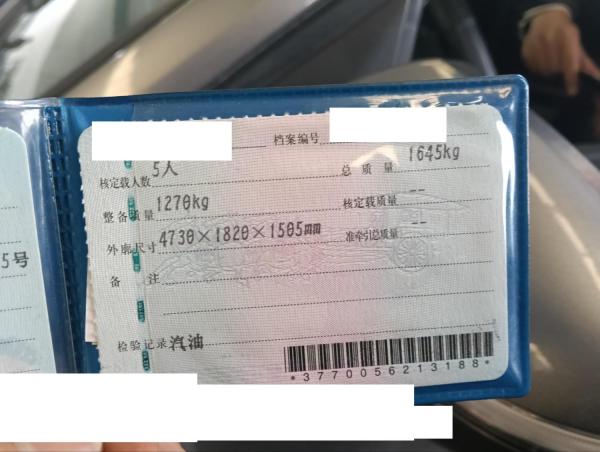 档案编号
核定载人数 5人 总质量 1645kg
整备质量 1270kg 核定载质量 --
外廓尺寸 4730×1820×1505mm 准牵引总质量 --
备注
检验记录 汽油
*3770056213188*
5号